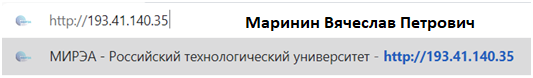 http://193.41.140.35 Маринин Вячеслав Петрович
МИРЭА - Российский технологический университет - http://193.41.140.35